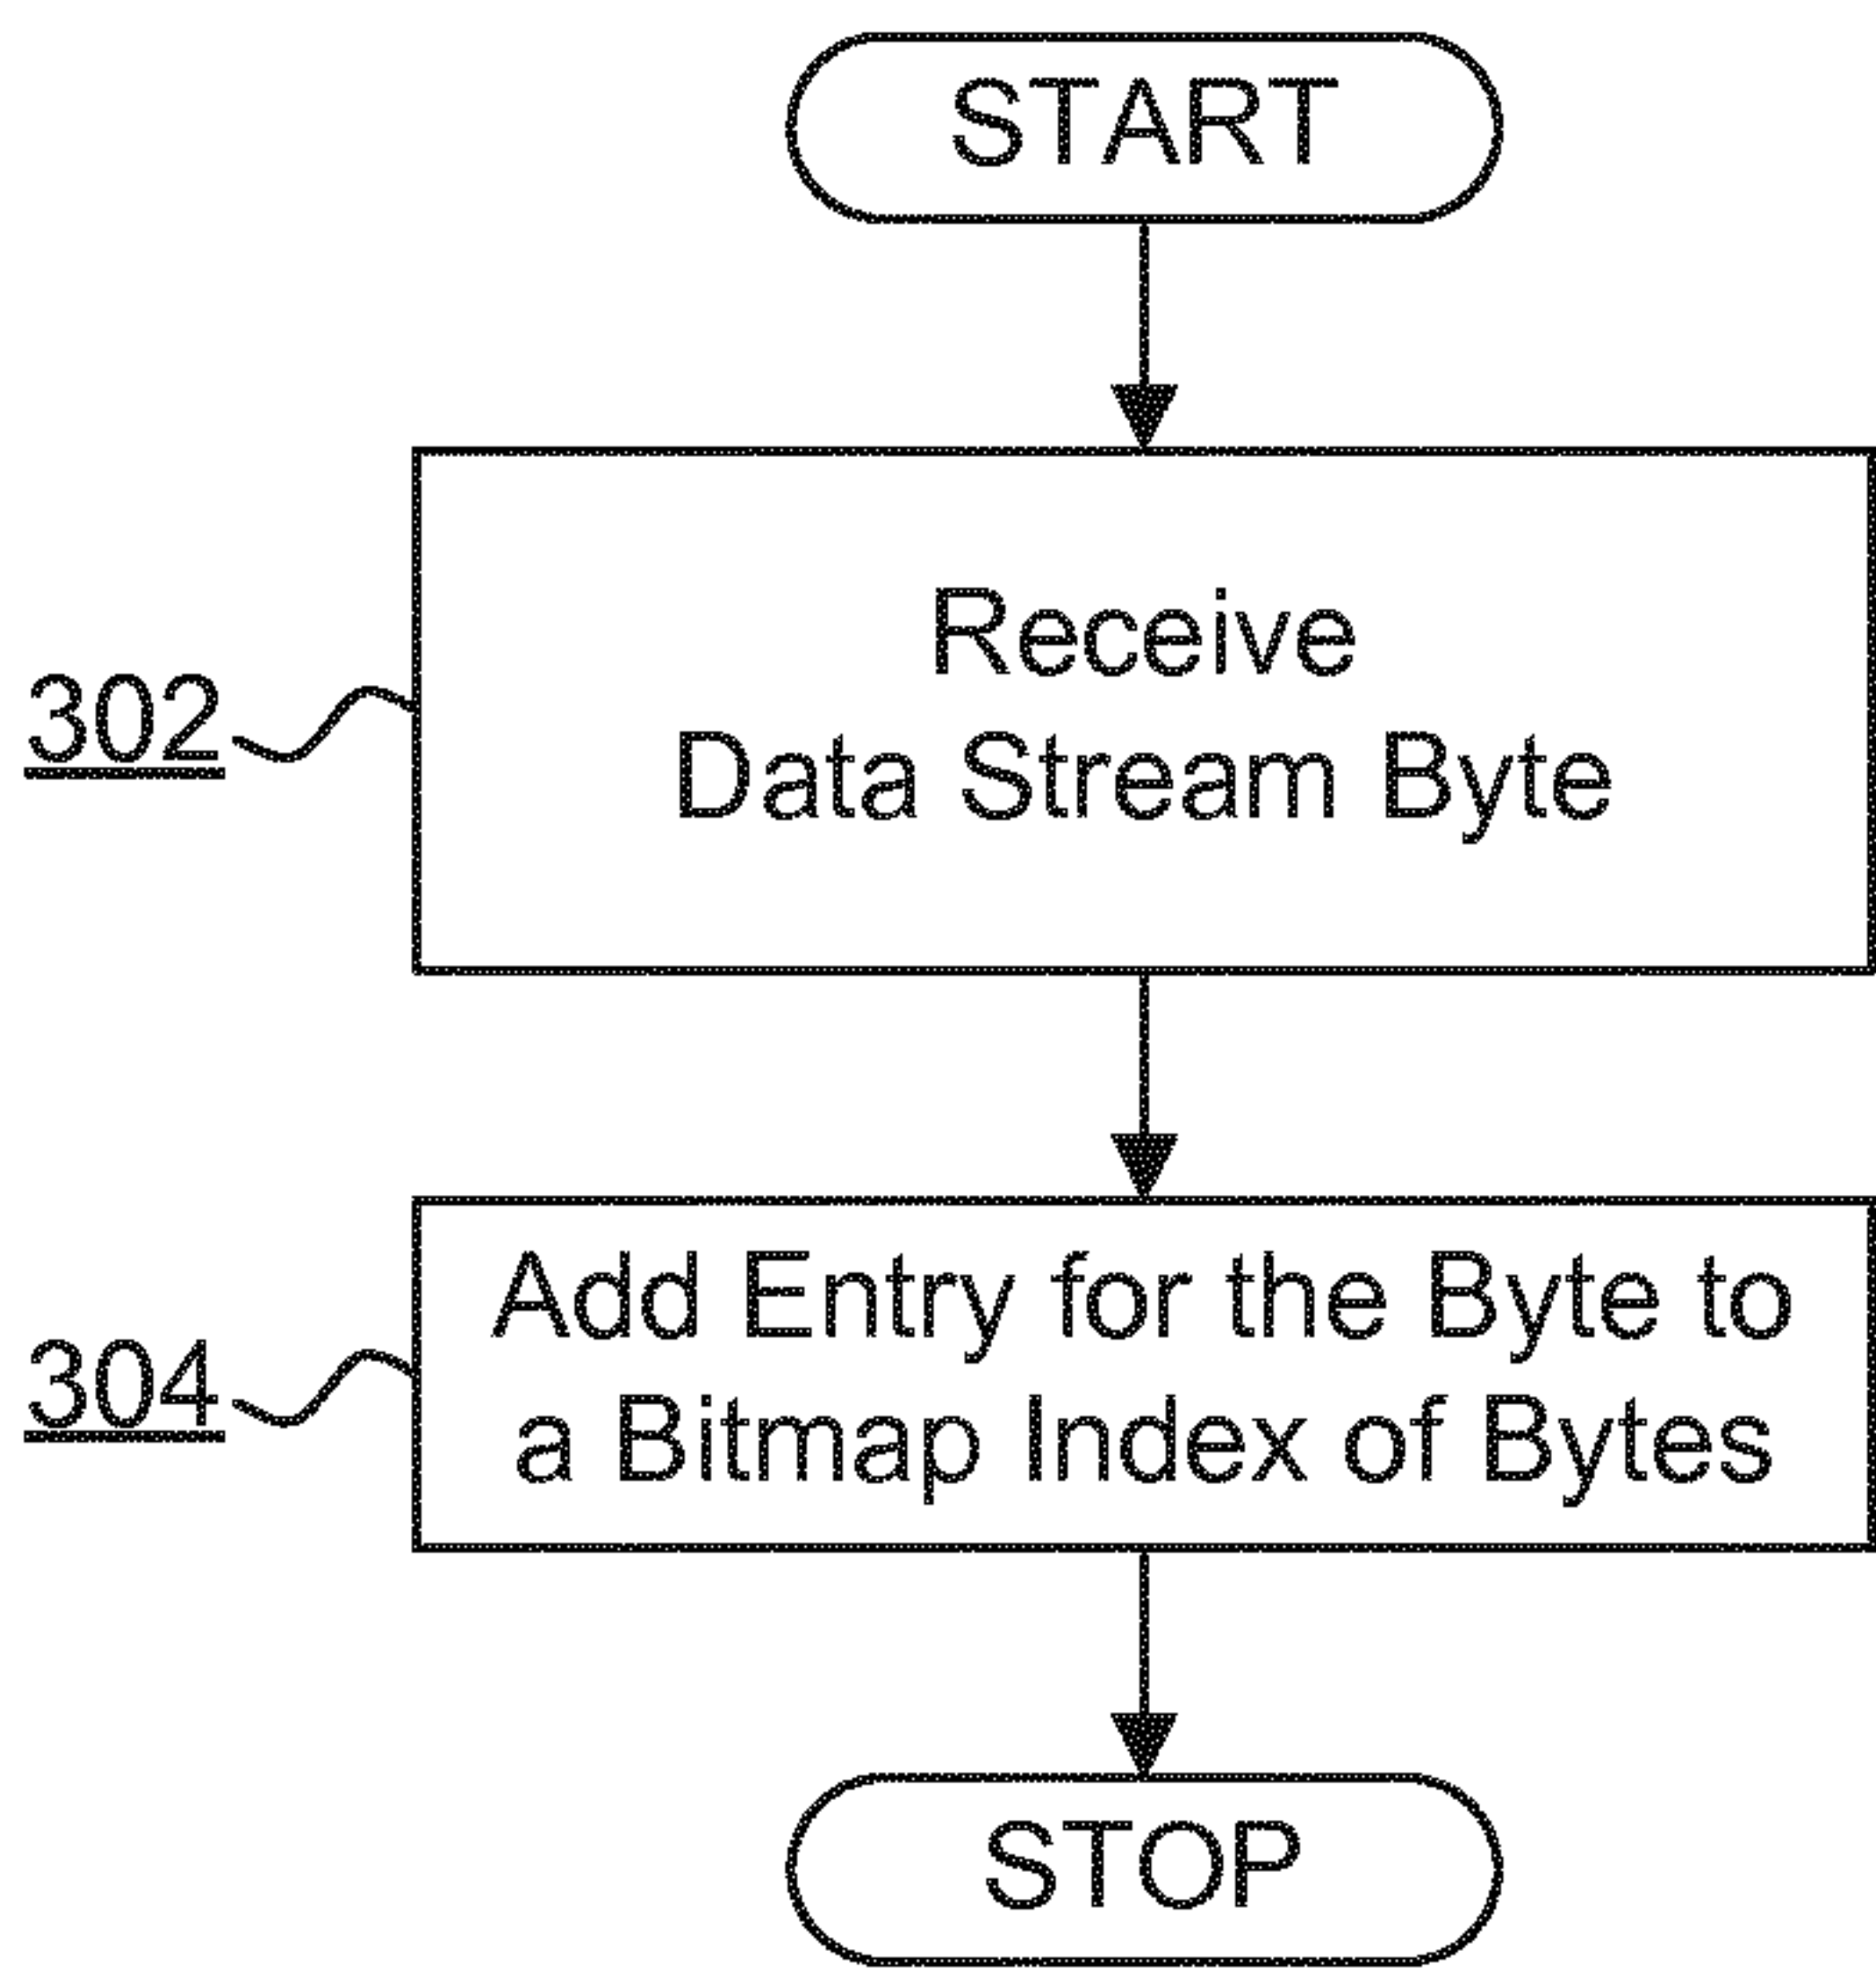 START
Receive
302
Data Stream Byte
Add Entry for the Byte to
304
a Bitmap Index of Bytes
STOP